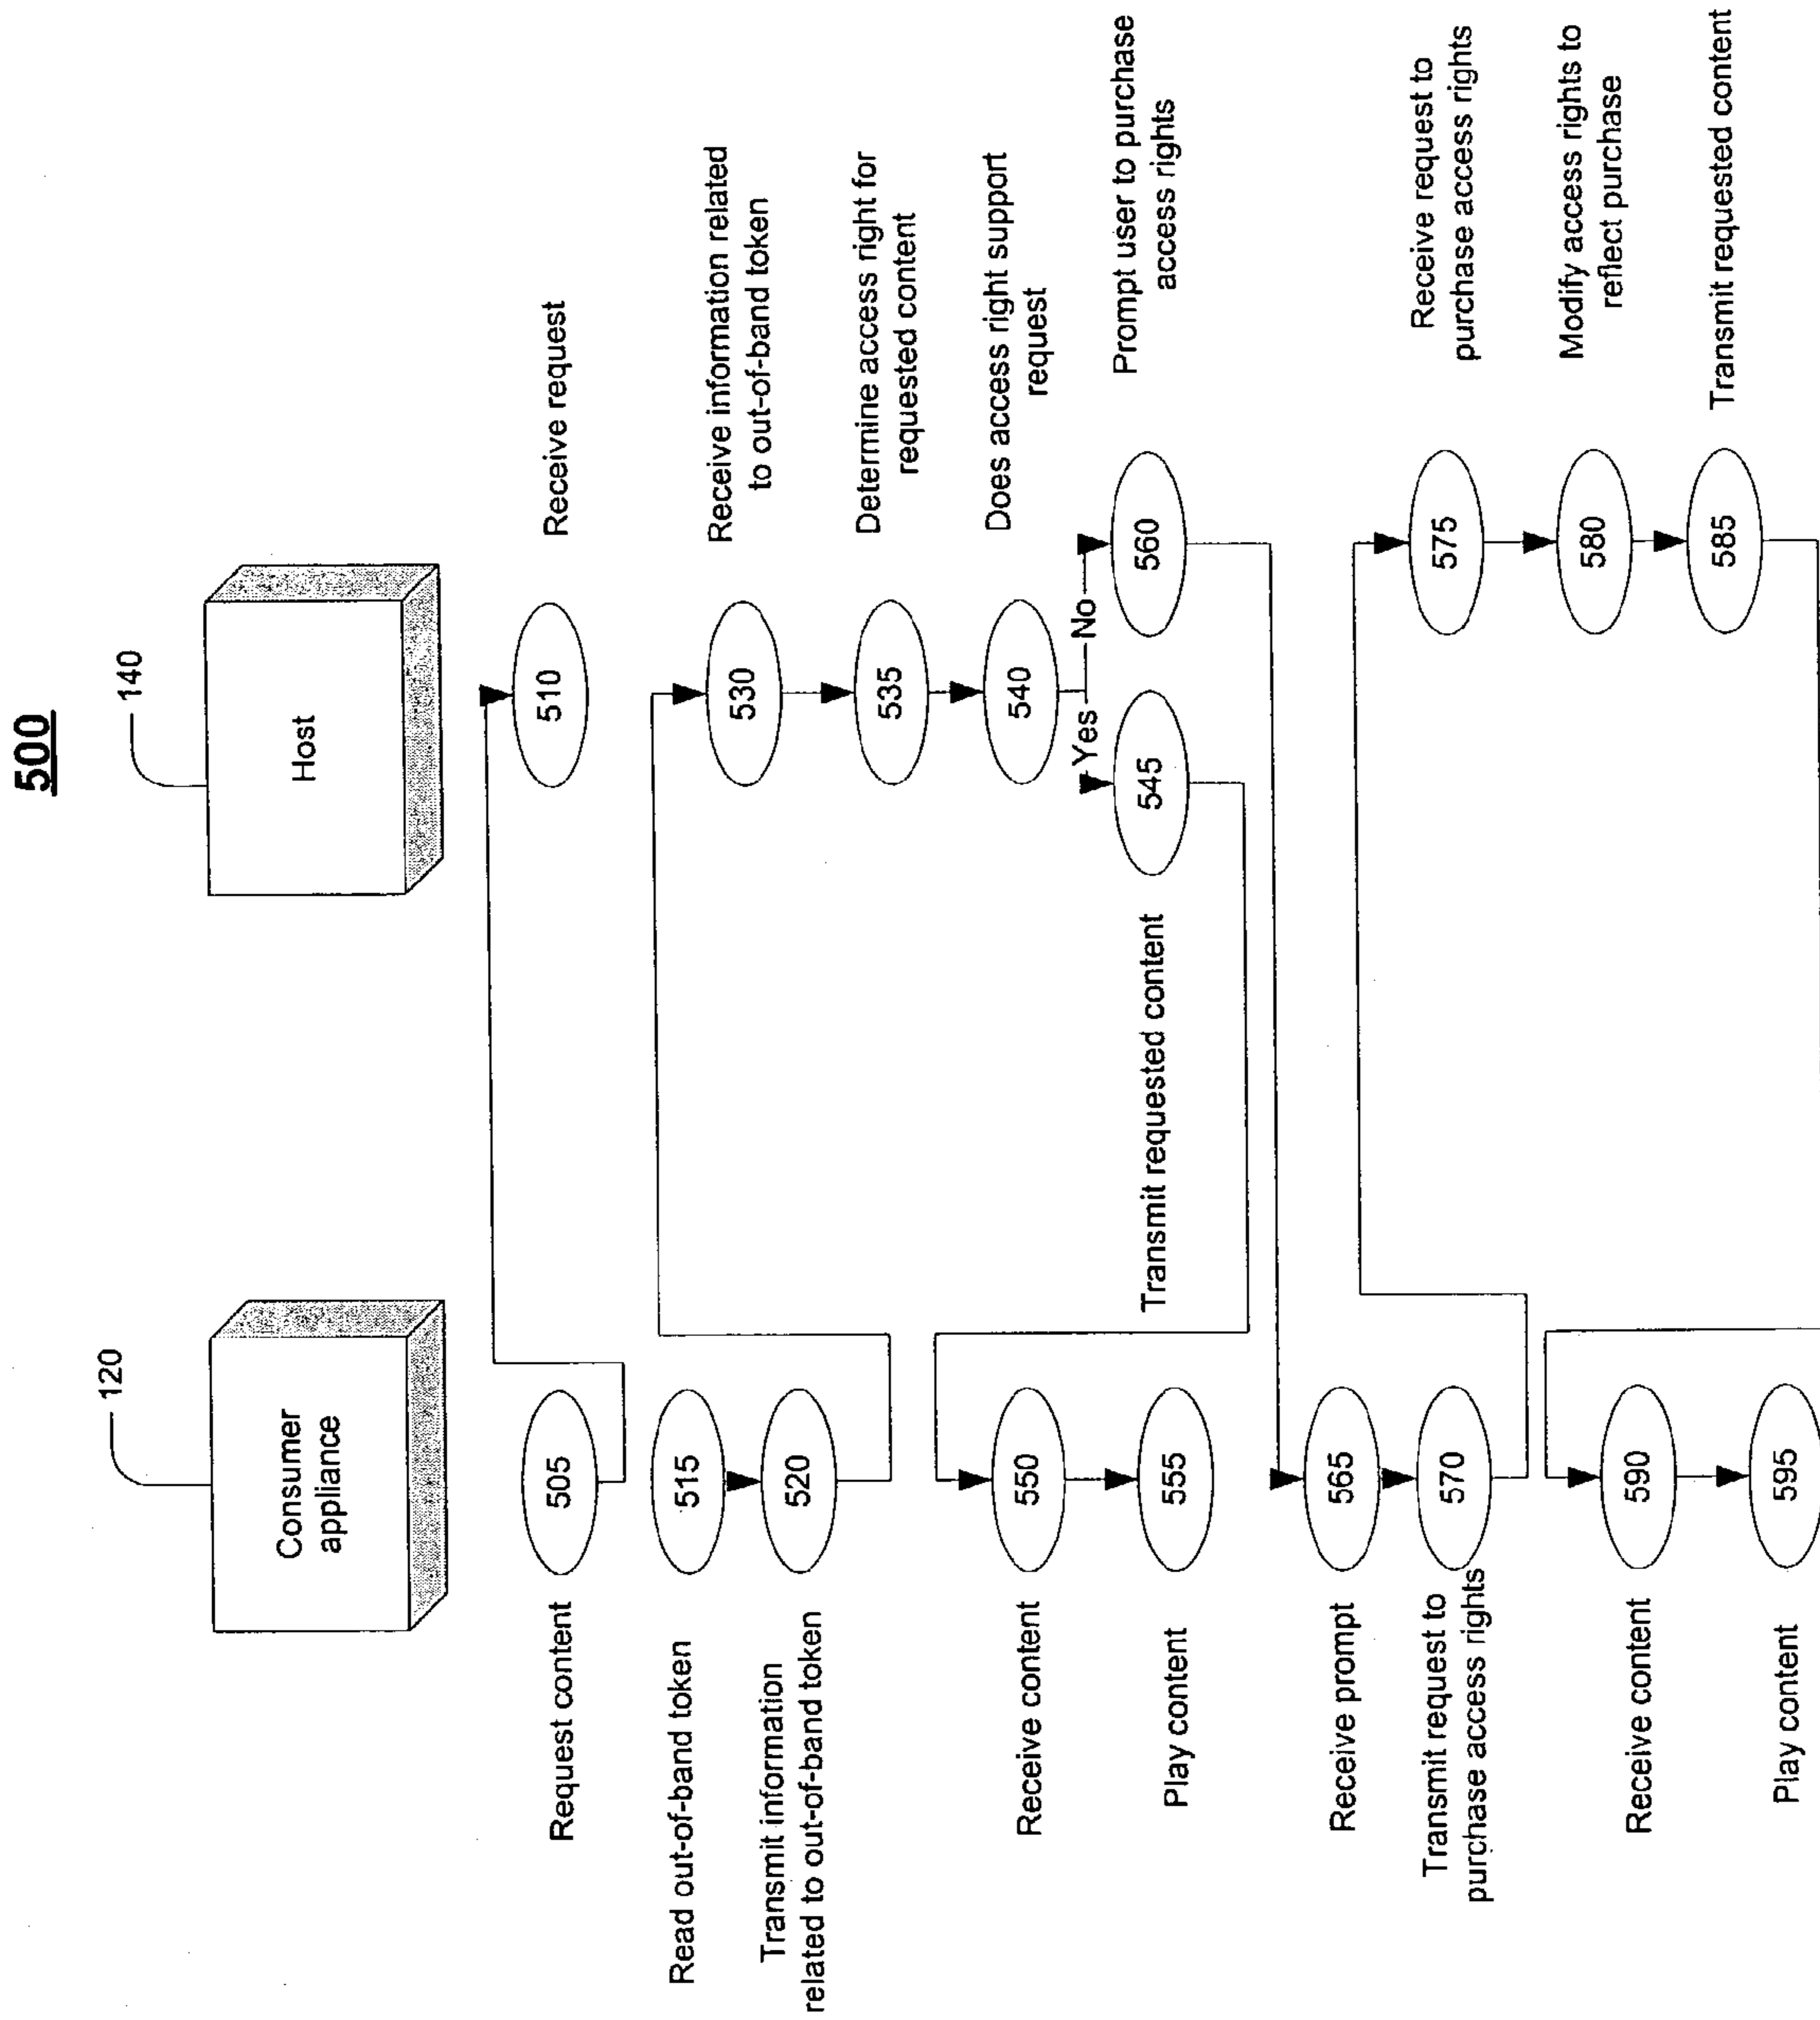 500
120
140
Consumer
appliance
Host
Request content
505
510
Receive request
Read out-of-band token
515
Transmit information
related to out-of-band token
520
530
Receive information related
to out-of-band token
535
Determine access right for
requested content
540
Does access right support
request
Yes
No
Transmit requested content
545
560
Prompt user to purchase
access rights
Receive content
550
Play content
555
Receive prompt
565
Transmit request to
purchase access rights
570
575
Receive request to
purchase access rights
580
Modify access rights to
reflect purchase
585
Transmit requested content
Receive content
590
Play content
595